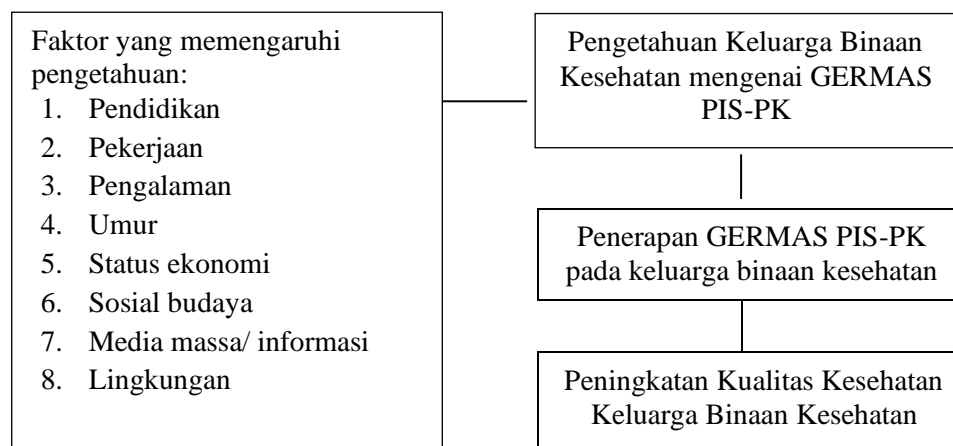 Faktor yang memengaruhi
pengetahuan:
1. Pendidikan
2. Pekerjaan
3. Pengalaman
4. Umur
5. Status ekonomi
6. Sosial budaya
7. Media massa/ informasi
8. Lingkungan
Pengetahuan Keluarga Binaan
Kesehatan mengenai GERMAS
PIS-PK
Penerapan GERMAS PIS-PK
pada keluarga binaan kesehatan
Peningkatan Kualitas Kesehatan
Keluarga Binaan Kesehatan